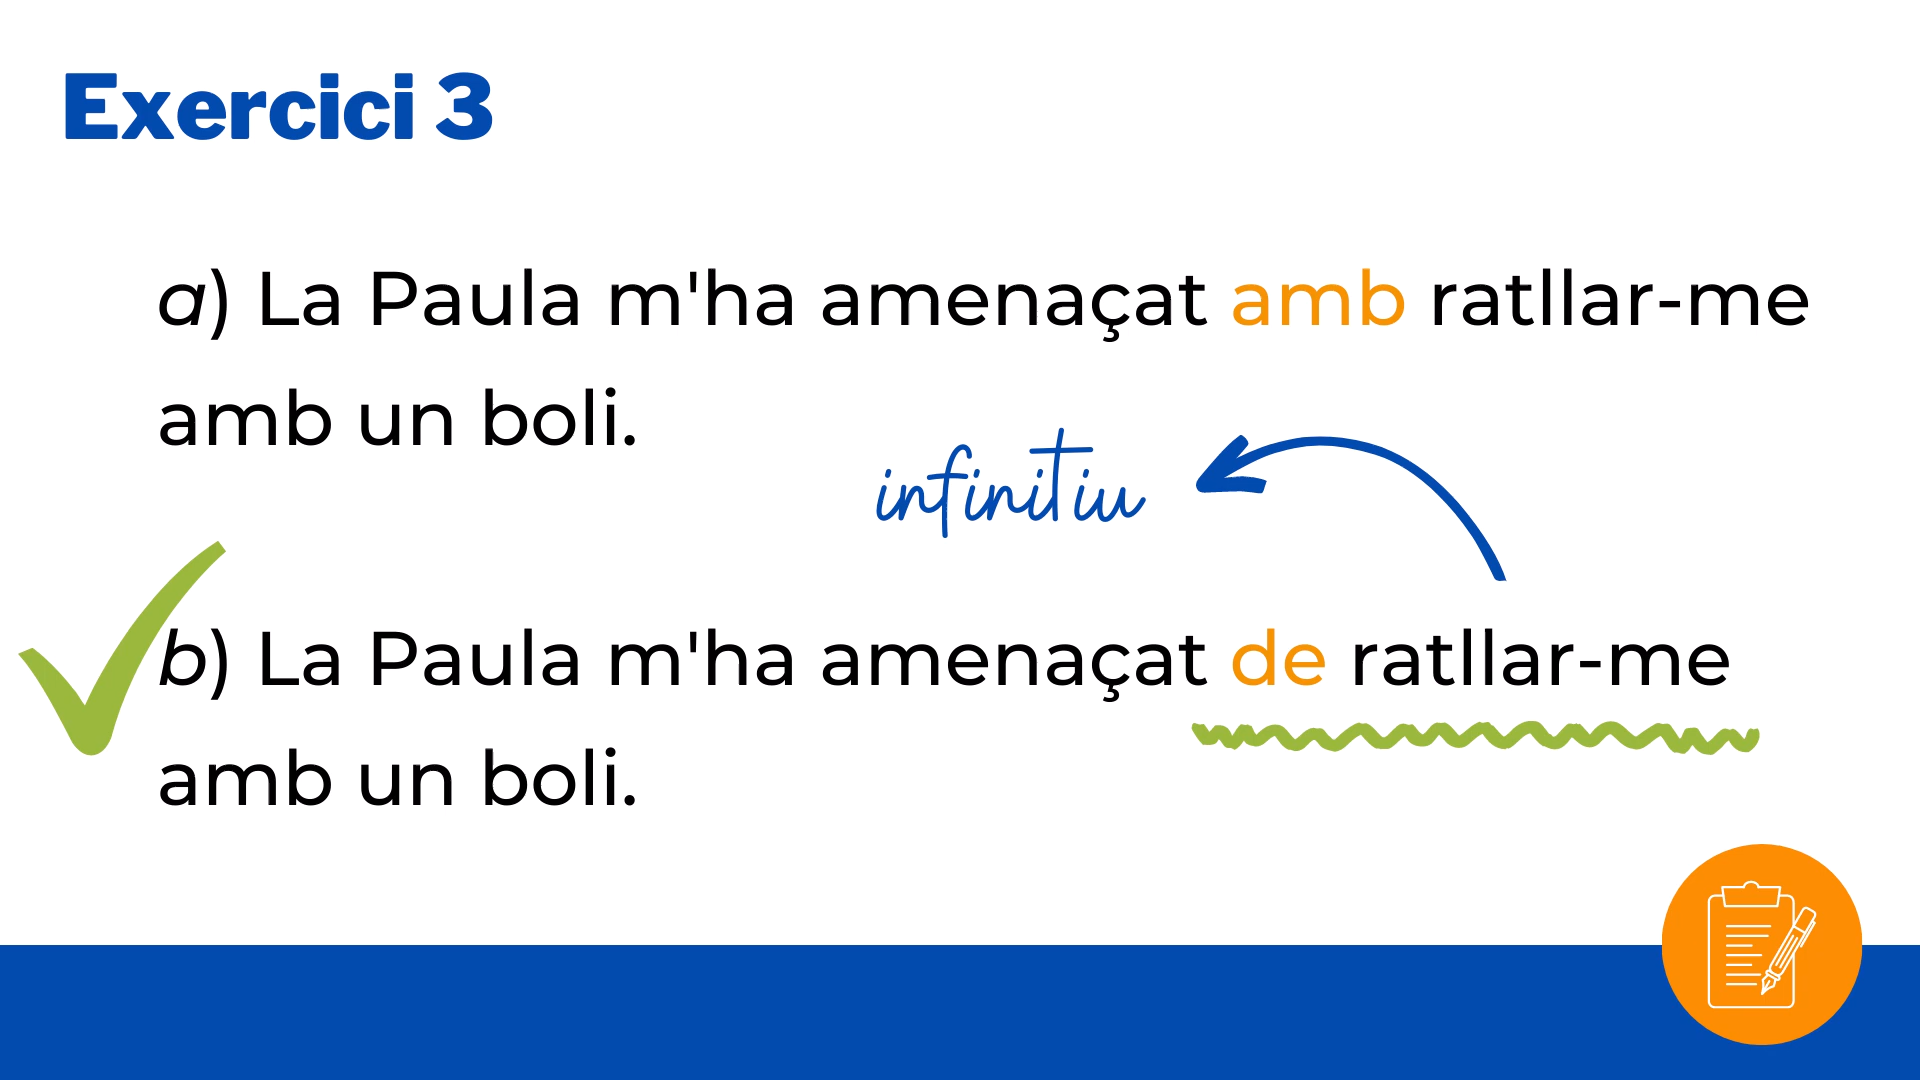 Exercici 3
a) La Paula m'ha amenaçat amb ratllar-me
amb un boli.
infinitiu
b) La Paula m'ha amenaçat de ratllar-me
amb un boli.